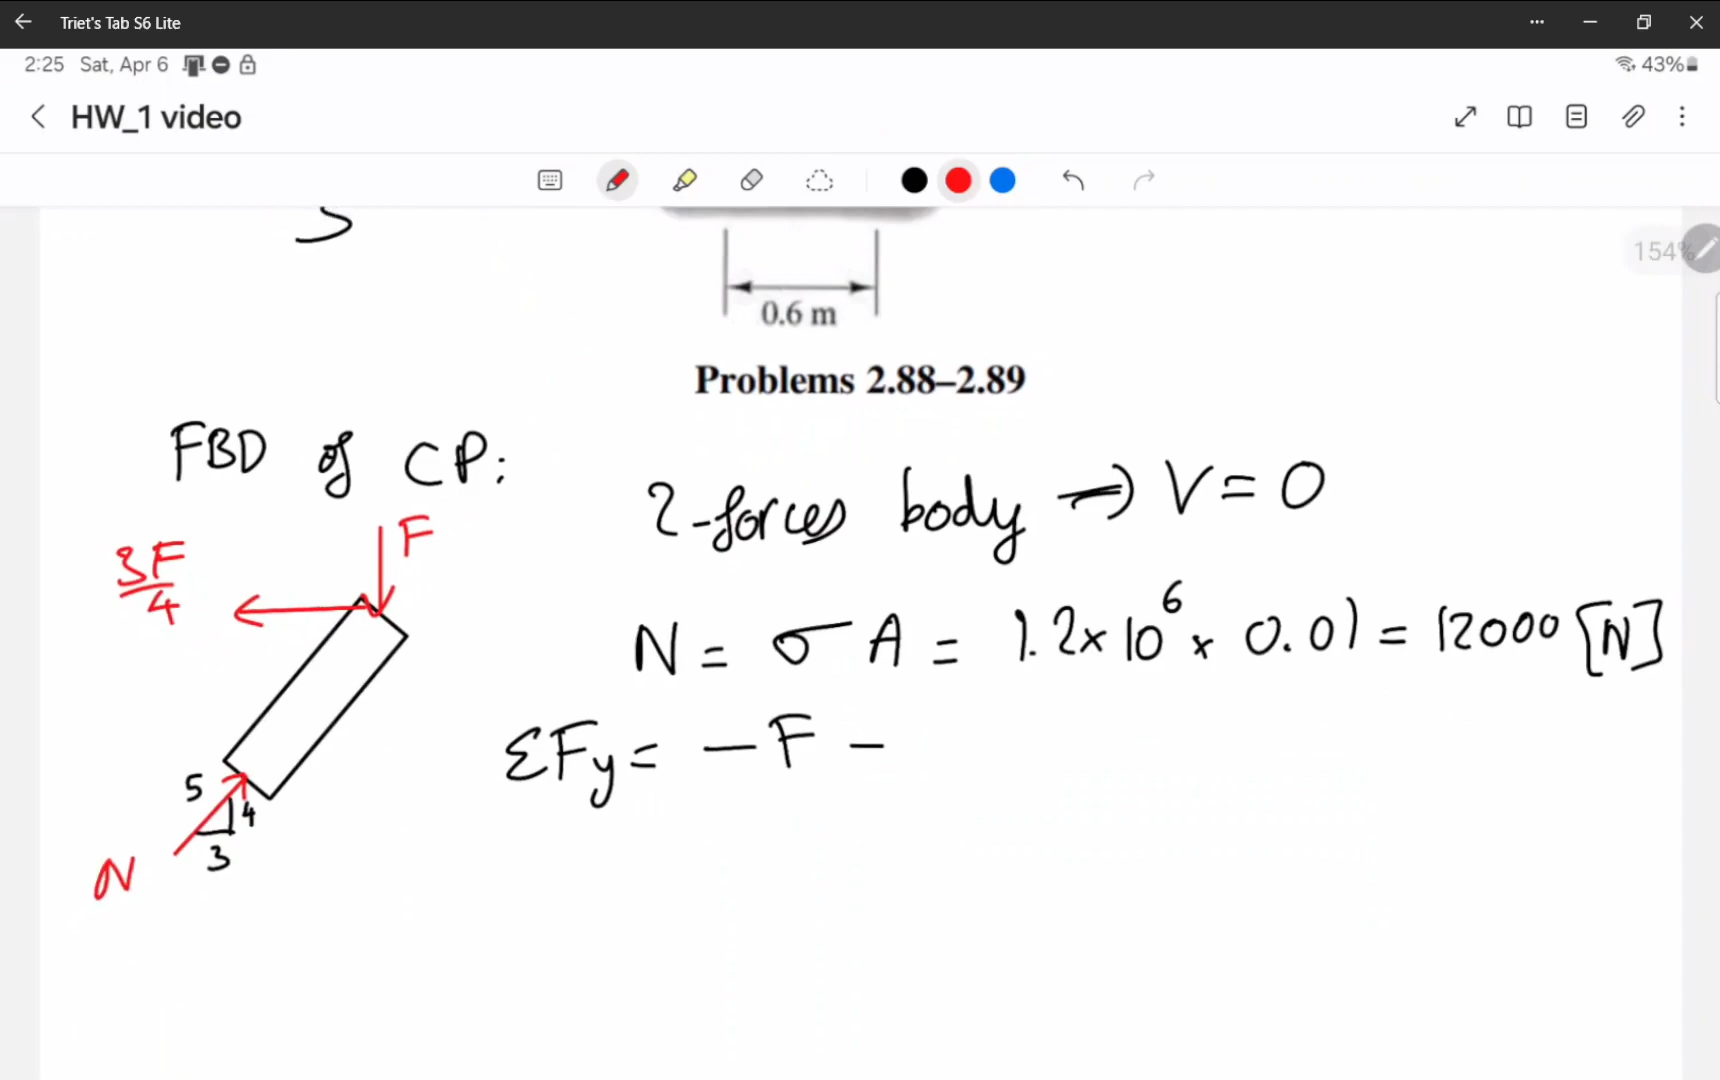 Triet's Tab S6 Lite
2:25 Sat, Apr 6
43%
HW_1 video
154%
0.6 m
Problems 2.88–2.89
FBD of CP:
2-forces body → V = 0
F
3F/4
N = σ A = 1.2 × 10⁶ × 0.01 = 12000 [N]
ΣFy = − F −
5
4
3
N